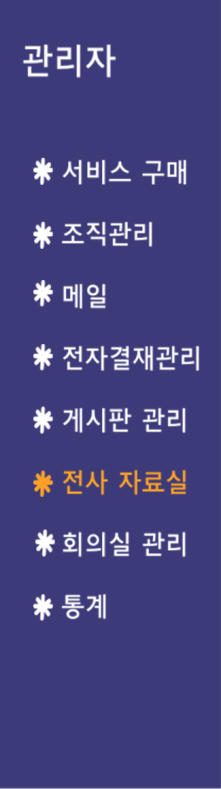 관리자
* 서비스 구매
* 조직관리
* 메일
* 전자결재관리
* 게시판 관리
* 전사 자료실
* 회의실 관리
* 통계